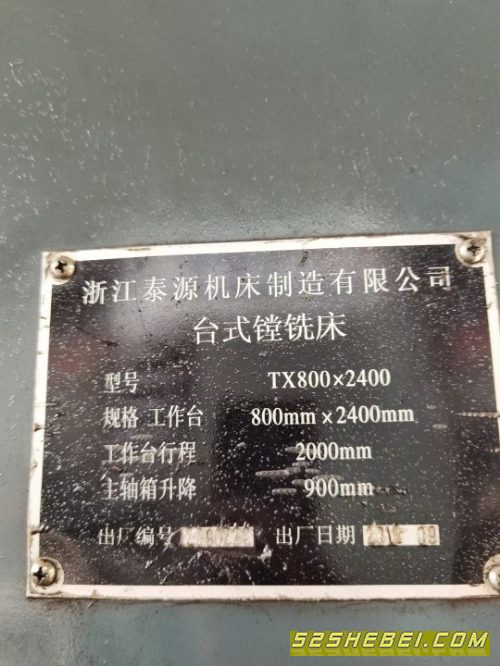 浙江泰源机床制造有限公司
台式镗铣床
型号 TX800×2400
规格 工作台 800mm×2400mm
工作台行程 2000mm
主轴箱升降 900mm
出厂编号 出厂日期
52SHEBEI.COM